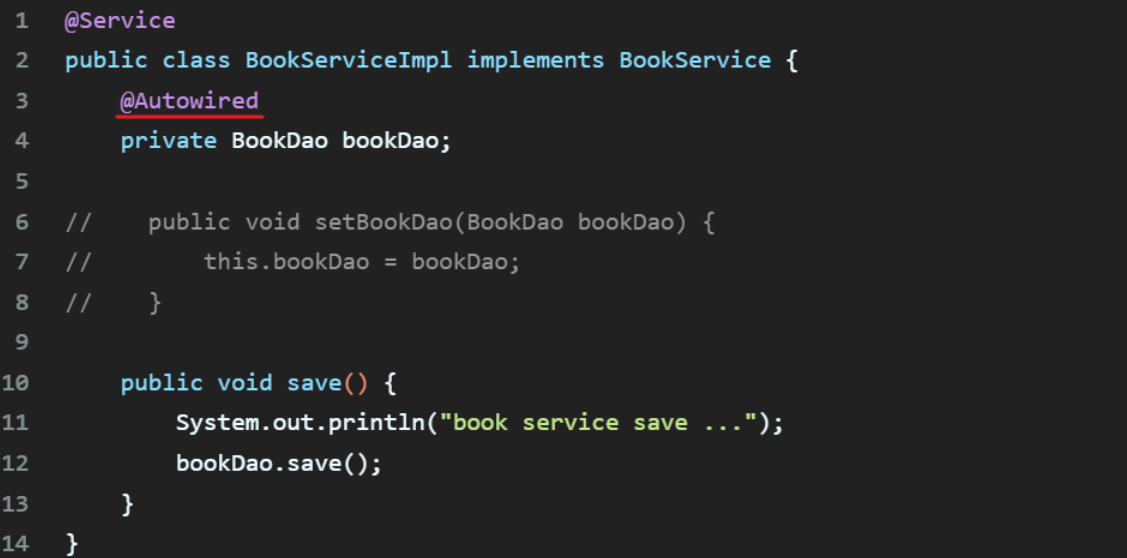 1 @Service
2 public class BookServiceImpl implements BookService {
3     @Autowired
4     private BookDao bookDao;
5
6 //    public void setBookDao(BookDao bookDao) {
7 //        this.bookDao = bookDao;
8 //    }
9
10     public void save() {
11         System.out.println("book service save ...");
12         bookDao.save();
13     }
14 }